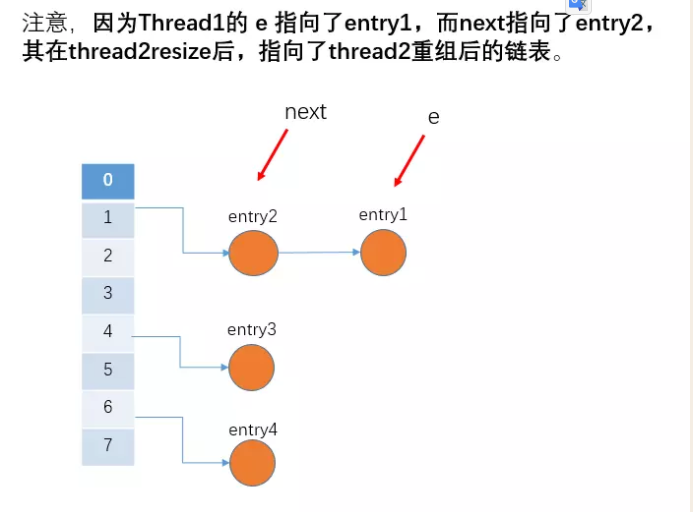 注意，因为Thread1的 e 指向了entry1，而next指向了entry2，
其在thread2resize后，指向了thread2重组后的链表。
next
e
0
1
entry2
entry1
2
3
entry3
4
5
6
entry4
7